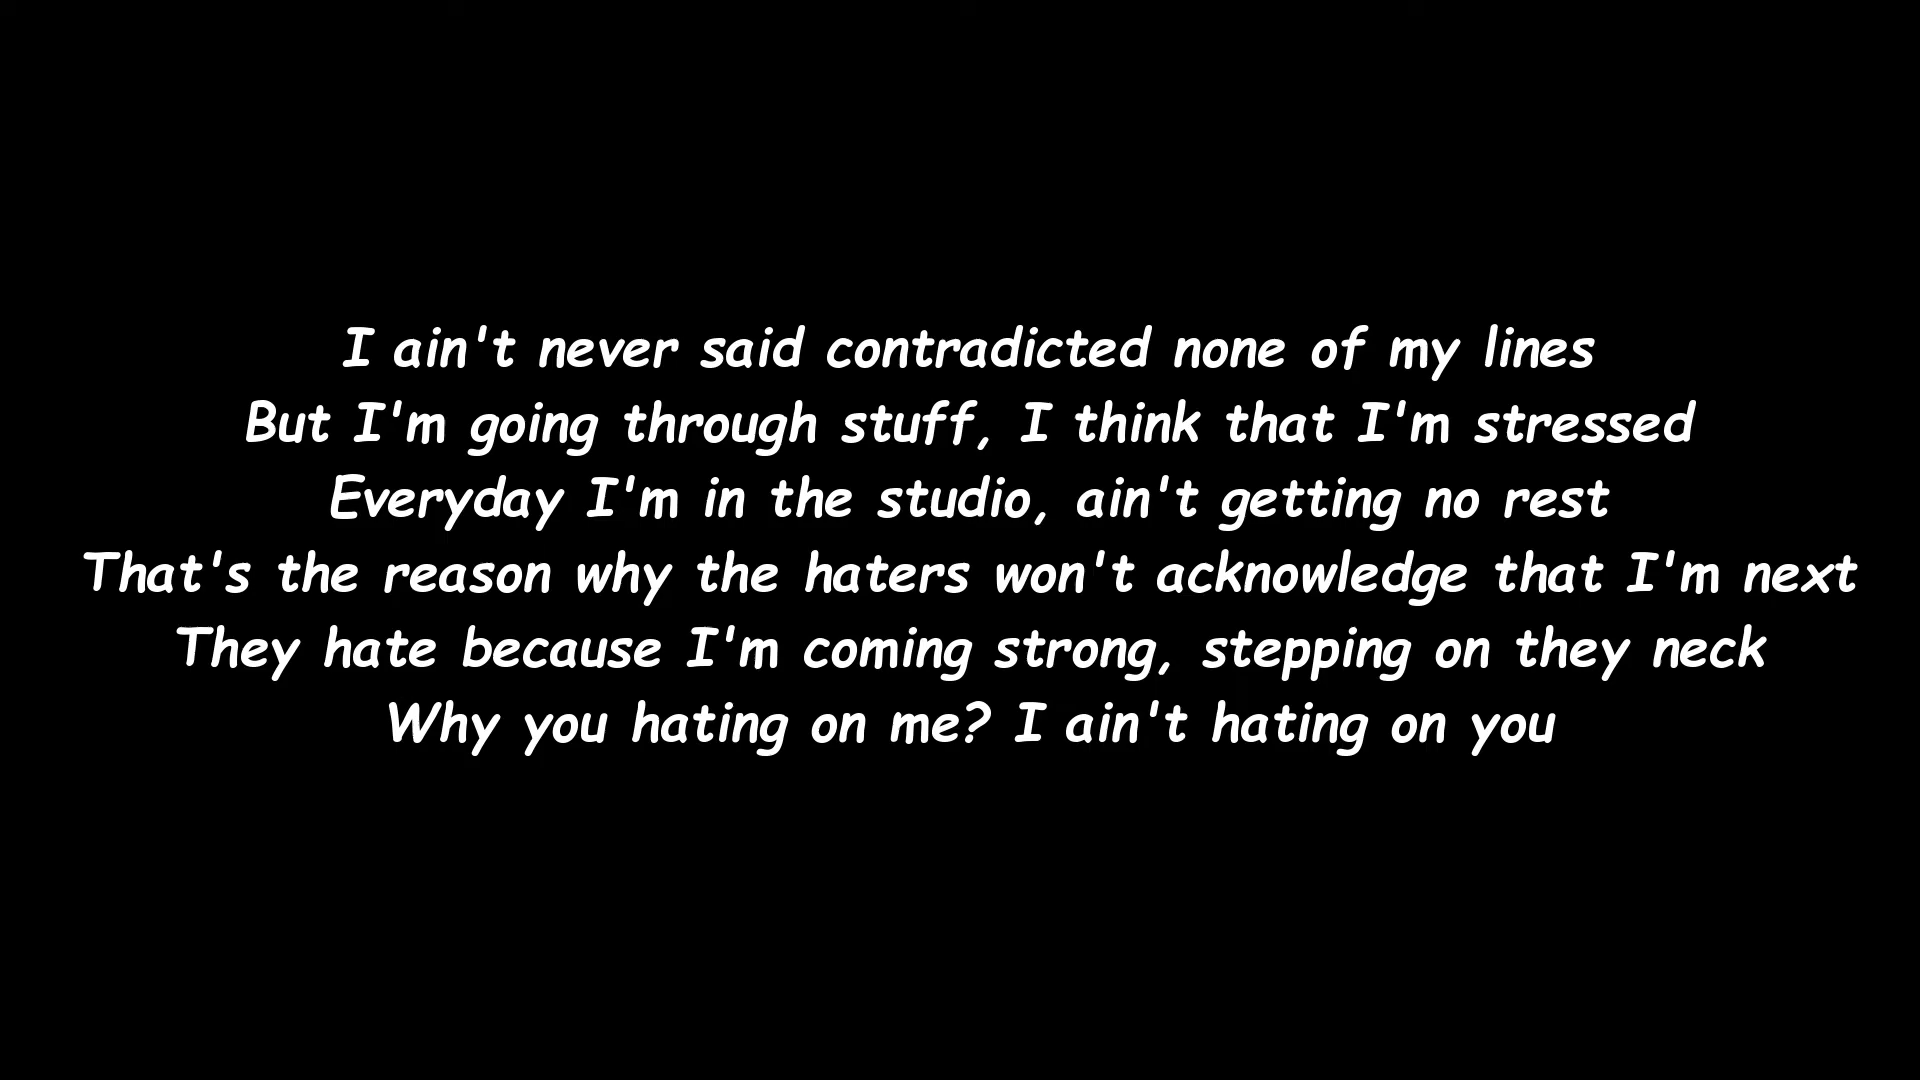 I ain't never said contradicted none of my lines
But I'm going through stuff, I think that I'm stressed
Everyday I'm in the studio, ain't getting no rest
That's the reason why the haters won't acknowledge that I'm next
They hate because I'm coming strong, stepping on they neck
Why you hating on me? I ain't hating on you